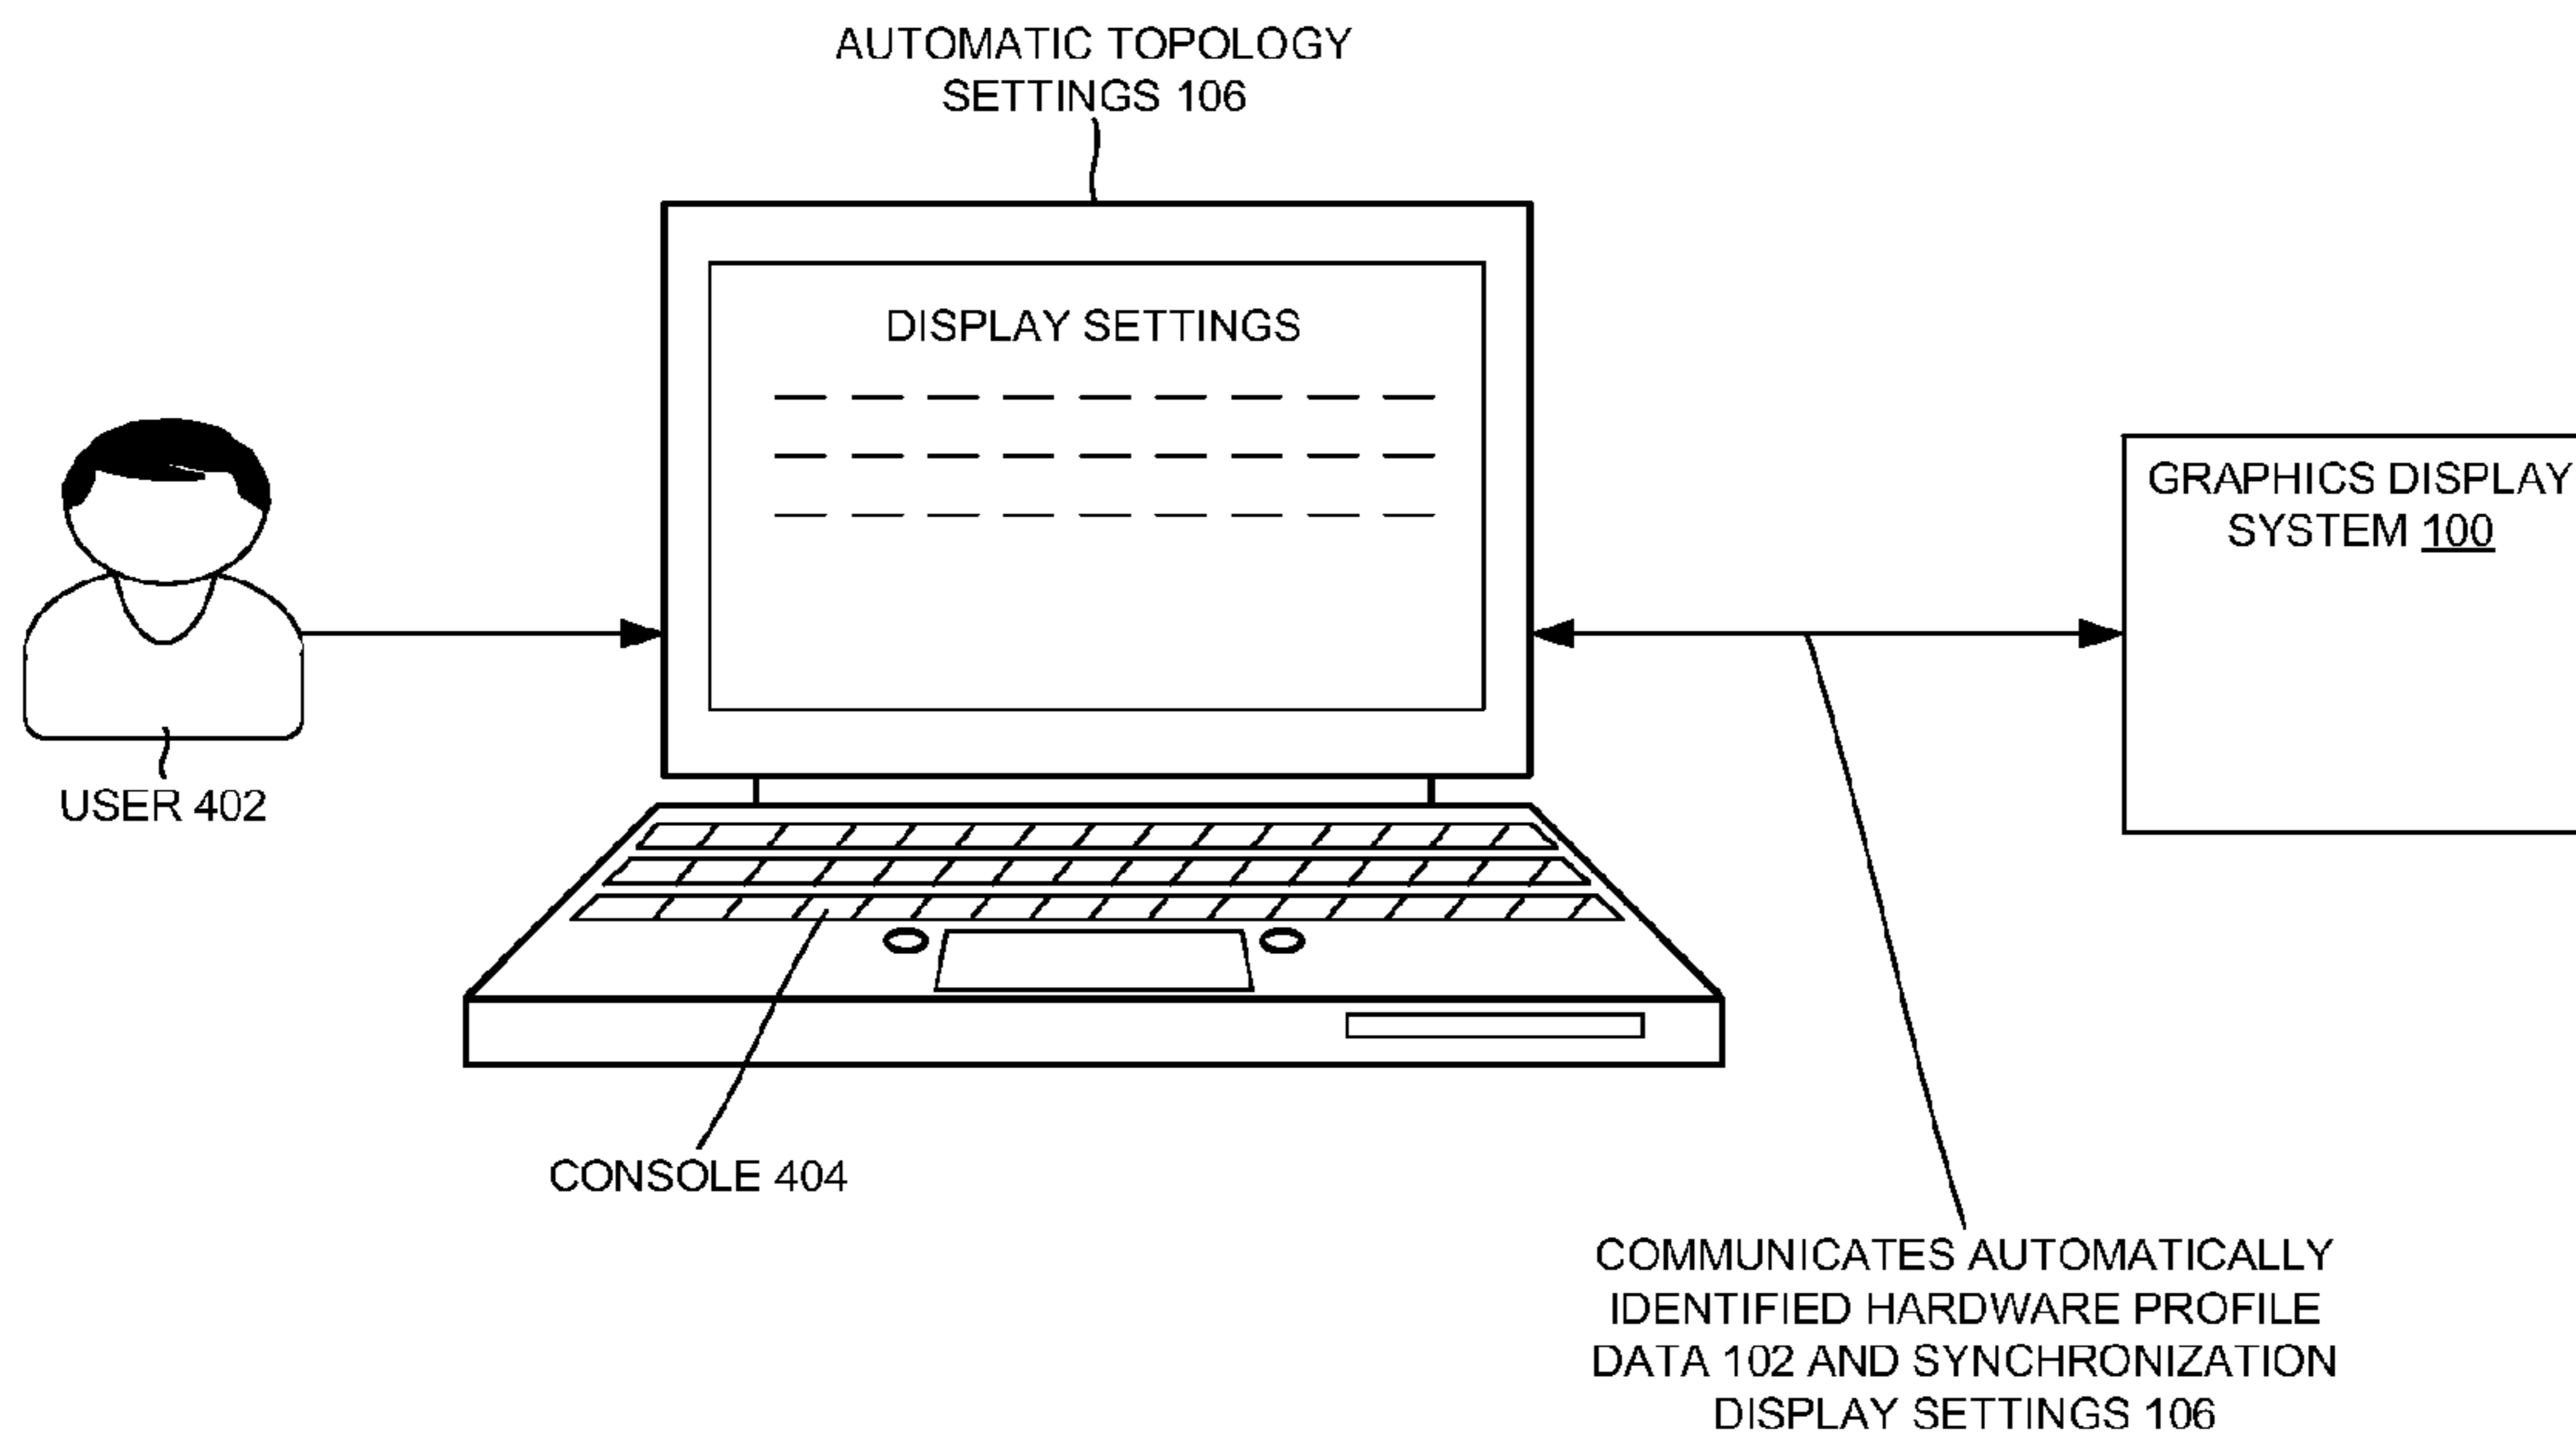 AUTOMATIC TOPOLOGY
SETTINGS 106
DISPLAY SETTINGS
GRAPHICS DISPLAY
SYSTEM 100
USER 402
CONSOLE 404
COMMUNICATES AUTOMATICALLY
IDENTIFIED HARDWARE PROFILE
DATA 102 AND SYNCHRONIZATION
DISPLAY SETTINGS 106